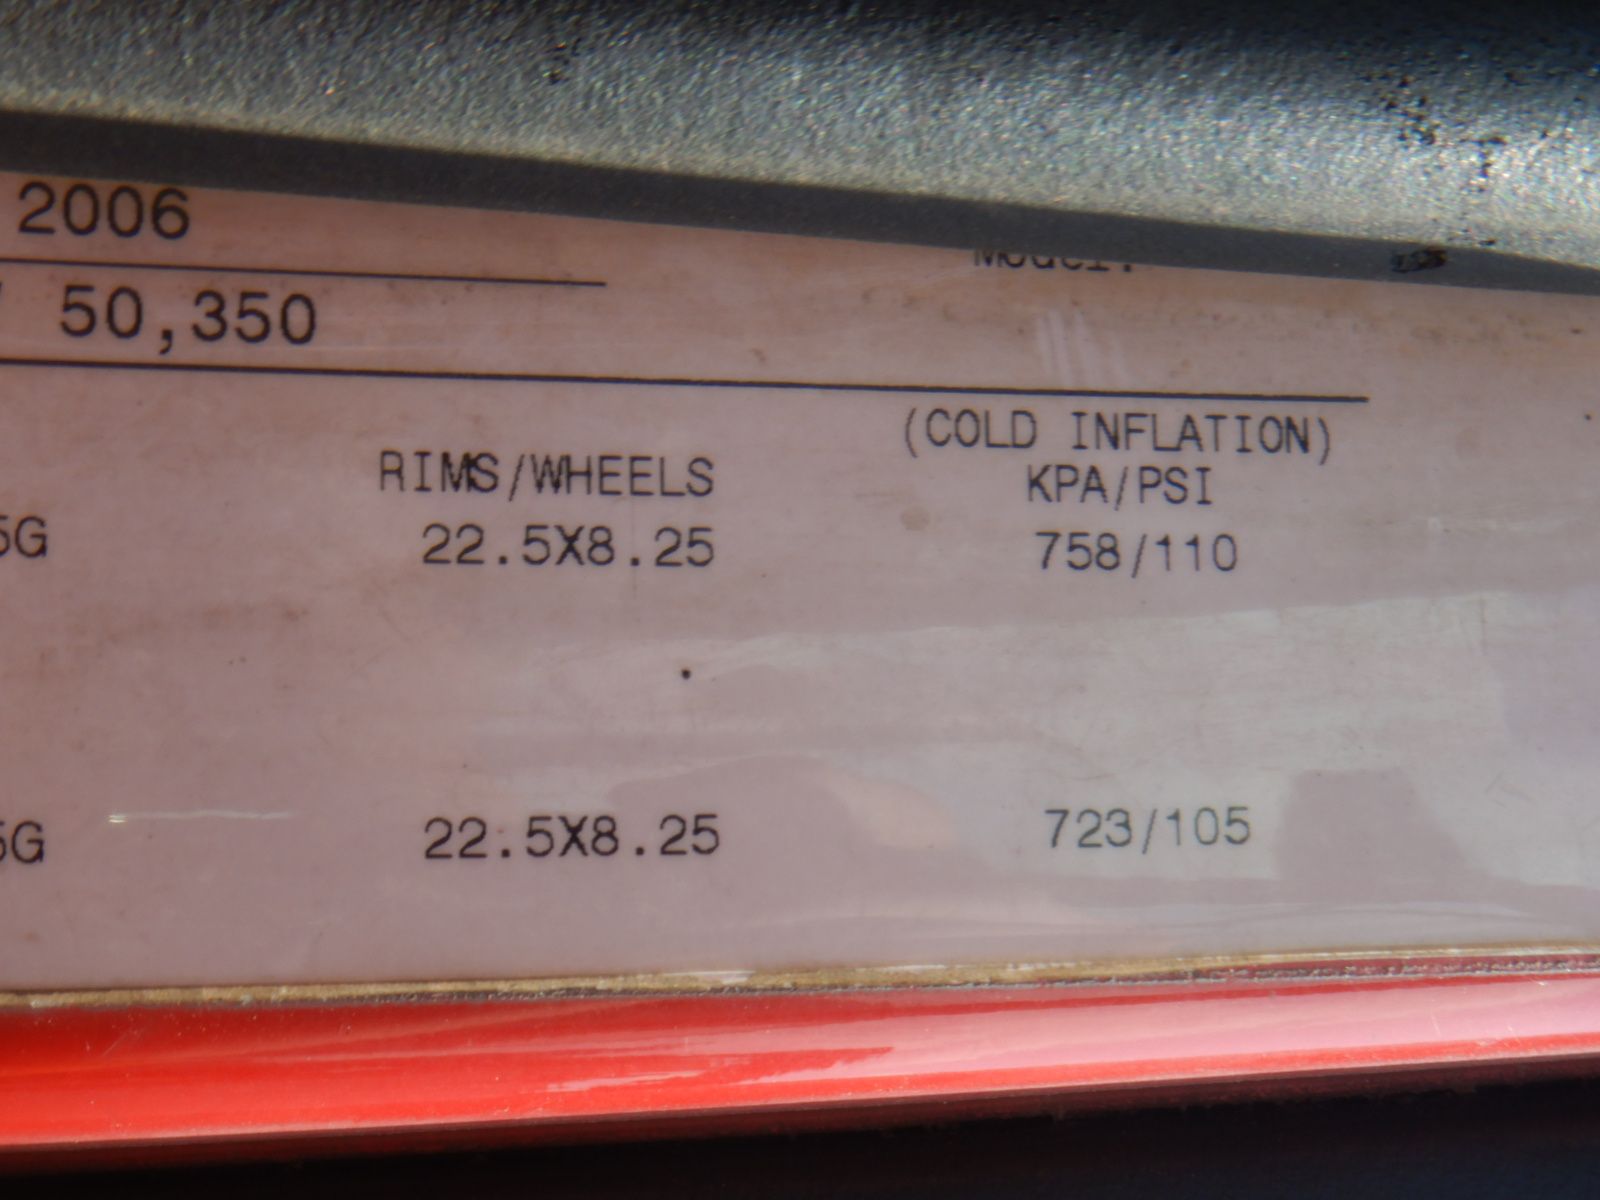 2006
50,350
(COLD INFLATION)
RIMS/WHEELS KPA/PSI
5G 22.5X8.25 758/110
5G 22.5X8.25 723/105